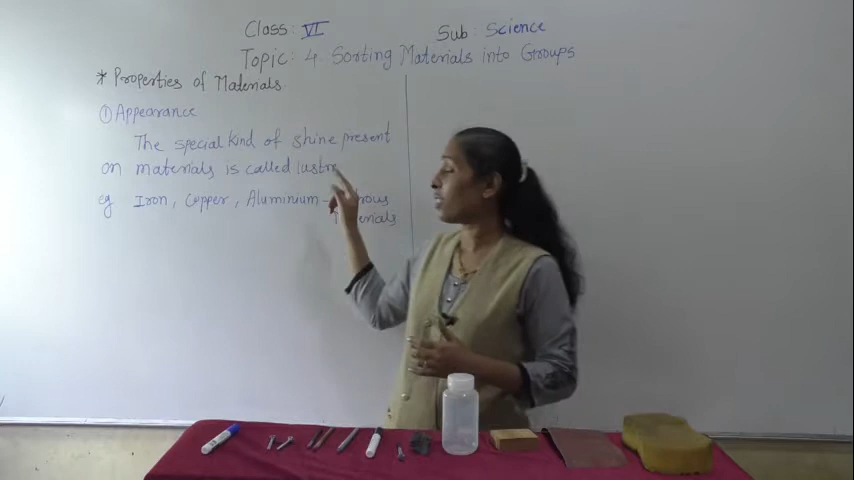 Class: VI Sub: Science
Topic: 4. Sorting Materials into Groups
* Properties of Materials
① Appearance
The special kind of shine present
on materials is called
eg Iron, Copper, Aluminium -